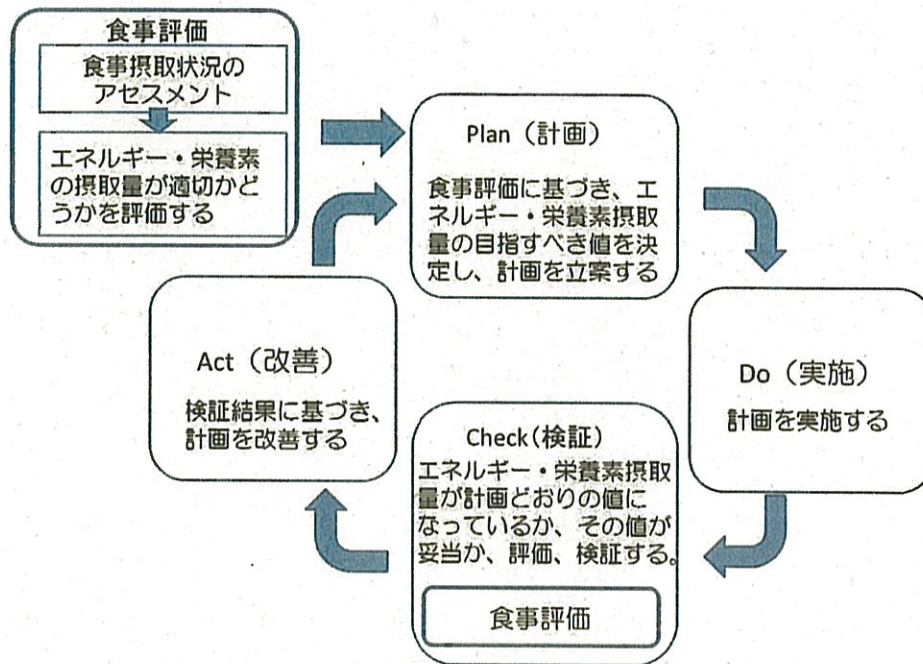 食事評価
食事摂取状況の
アセスメント
エネルギー・栄養素
の摂取量が適切かど
うかを評価する
Plan（計画）
食事評価に基づき、エ
ネルギー・栄養素摂取
量の目指すべき値を決
定し、計画を立案する
Do（実施）
計画を実施する
Check（検証）
エネルギー・栄養素摂取
量が計画どおりの値に
なっているか、その値が
妥当か、評価、検証する。
食事評価
Act（改善）
検証結果に基づき、
計画を改善する